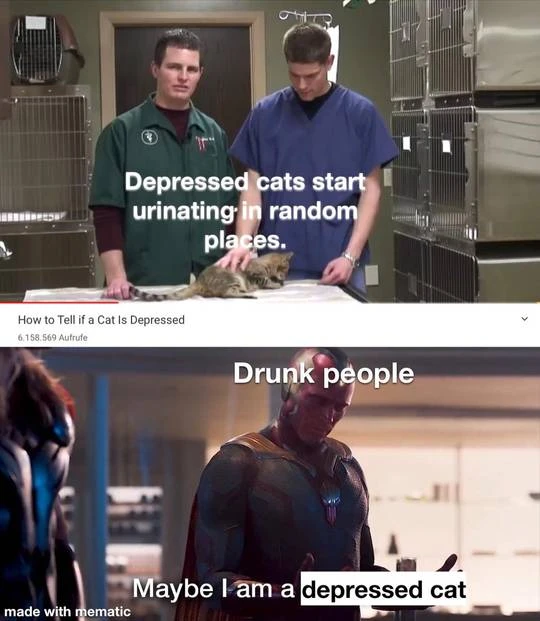 Depressed cats start
urinating in random
places.
How to Tell if a Cat Is Depressed
6.158.569 Aufrufe
Drunk people
Maybe I am a depressed cat
made with mematic